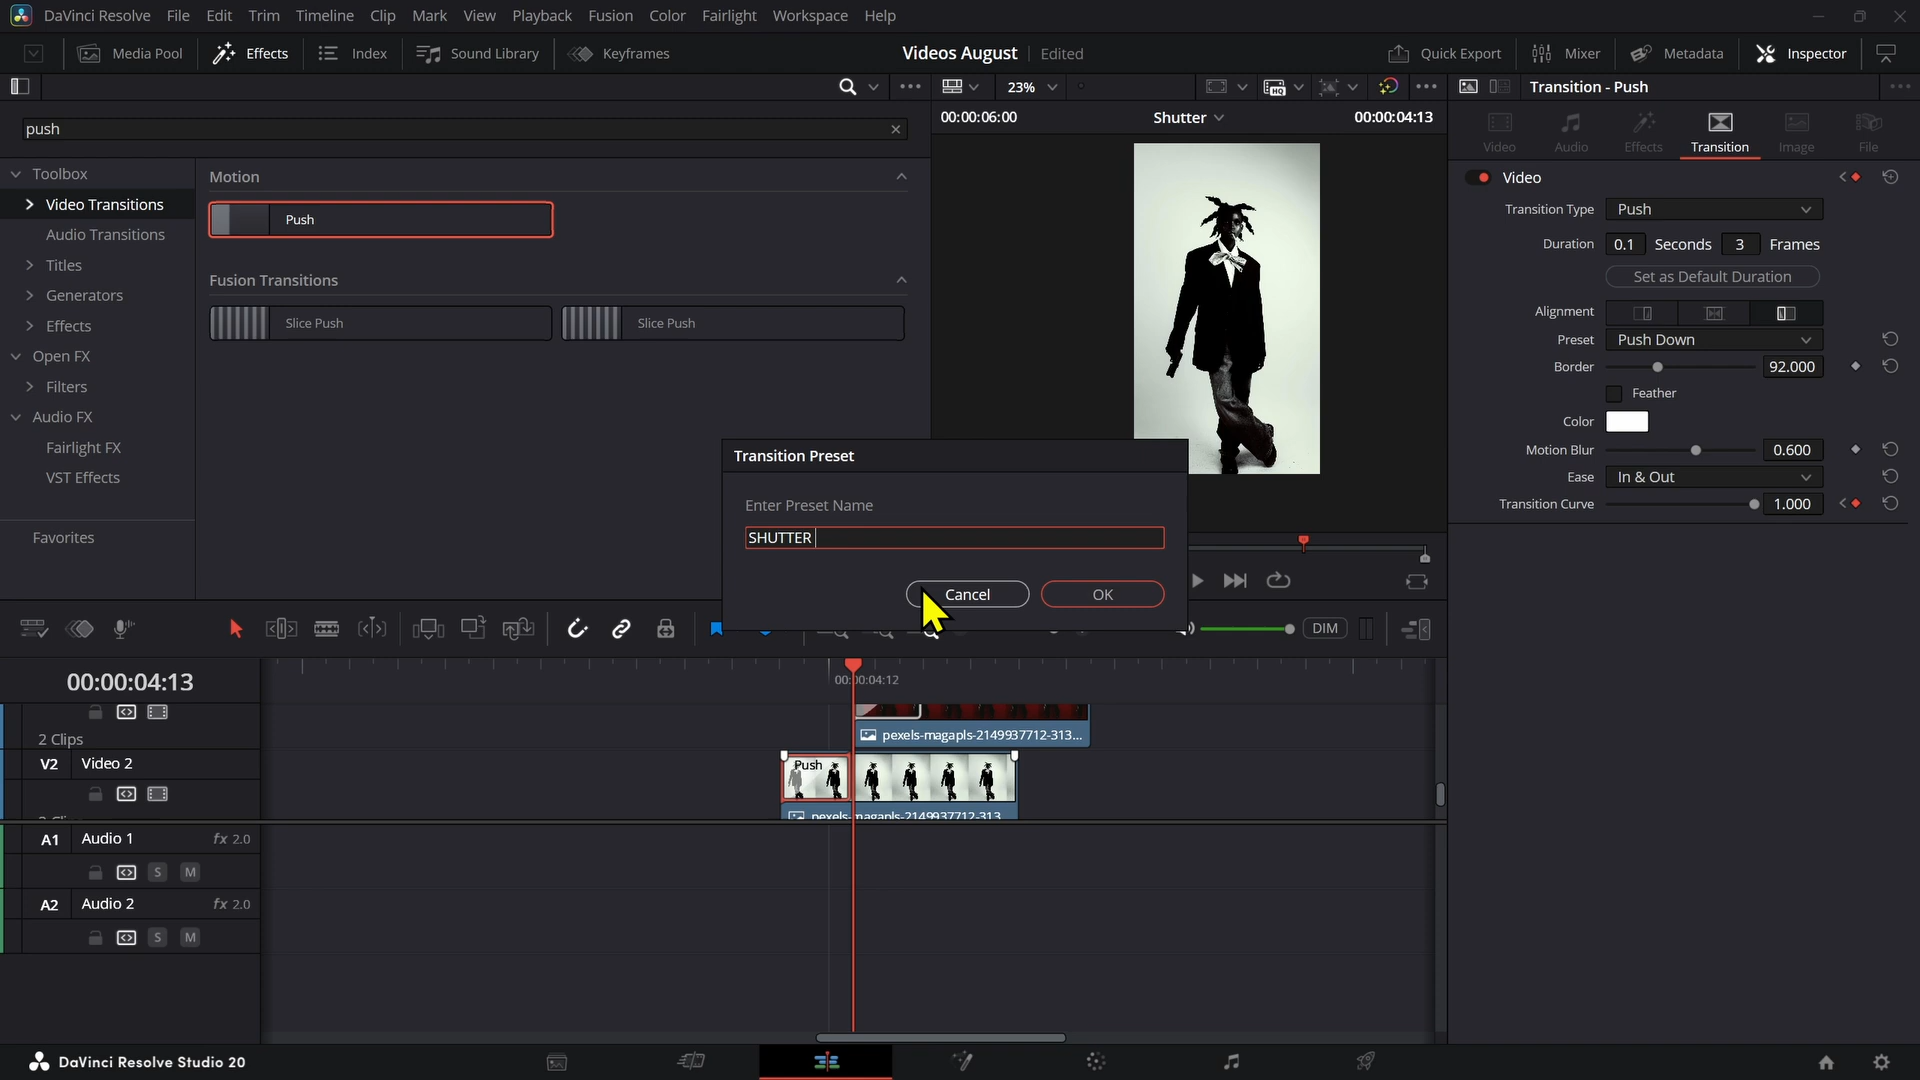 DaVinci Resolve File Edit Trim Timeline Clip Mark View Playback Fusion Color Fairlight Workspace Help
Media Pool Effects Index Sound Library Keyframes Videos August Edited Quick Export Mixer Metadata Inspector
23% Transition - Push
00:00:06:00 Shutter 00:00:04:13
push
Video Audio Effects Transition Image File
Toolbox
Video Transitions
Audio Transitions
Titles
Generators
Effects
Open FX
Filters
Audio FX
Fairlight FX
VST Effects
Favorites
Motion
Push
Fusion Transitions
Slice Push Slice Push
Video
Transition Type Push
Duration 0.1 Seconds 3 Frames
Set as Default Duration
Alignment
Preset Push Down
Border 92.000
Feather
Color
Motion Blur 0.600
Ease In & Out
Transition Curve 1.000
Transition Preset
Enter Preset Name
SHUTTER
Cancel OK
DIM
00:00:04:13
00:00:04:12
2 Clips
pexels-magapls-2149937712-313...
V2 Video 2
Push
pexels-magapls-2149937712-313...
A1 Audio 1 fx 2.0
S M
A2 Audio 2 fx 2.0
S M
DaVinci Resolve Studio 20